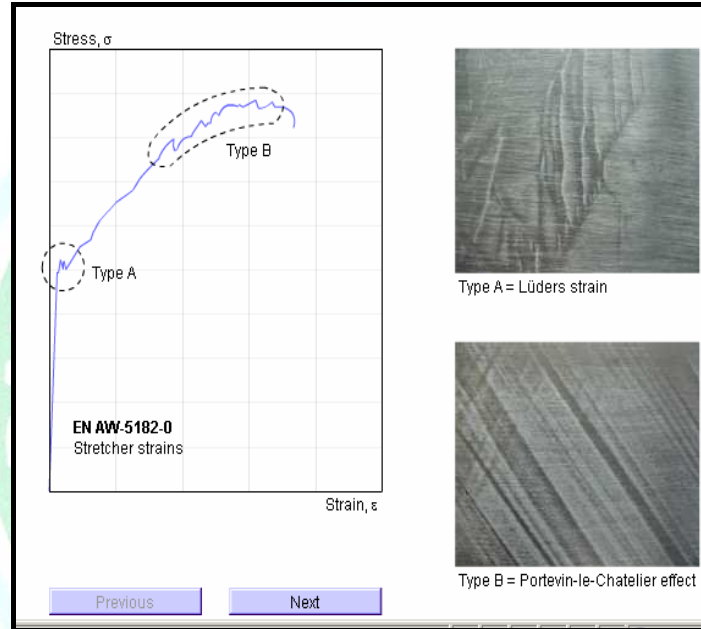 Stress, σ
Type B
Type A
EN AW-5182-0
Stretcher strains
Strain, ε
Previous
Next
Type A = Lüders strain
Type B = Portevin-le-Chatelier effect